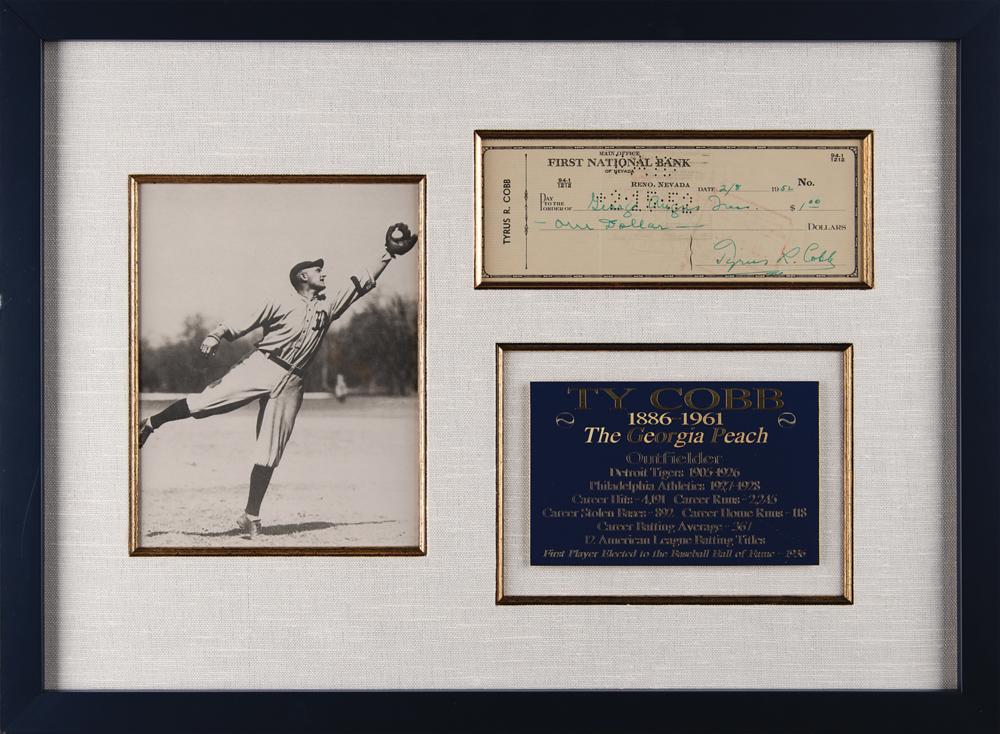 TYRUS R. COBB
MAIN OFFICE
FIRST NATIONAL BANK
OF NEVADA
94-1
1212
94-1
1212
RENO, NEVADA DATE 2/8 1952 No.
PAY
TO THE
ORDER OF George $ 1 00
One Dollar DOLLARS
Tyrus R. Cobb
TY COBB
1886-1961
The Georgia Peach
Outfielder
Detroit Tigers 1905-1926
Philadelphia Athletics 1927-1928
Career Hits - 4,191 Career Runs - 2,245
Career Stolen Bases - 892 Career Home Runs - 118
Career Batting Average - .367
12 American League Batting Titles
First Player Elected to the Baseball Hall of Fame - 1936